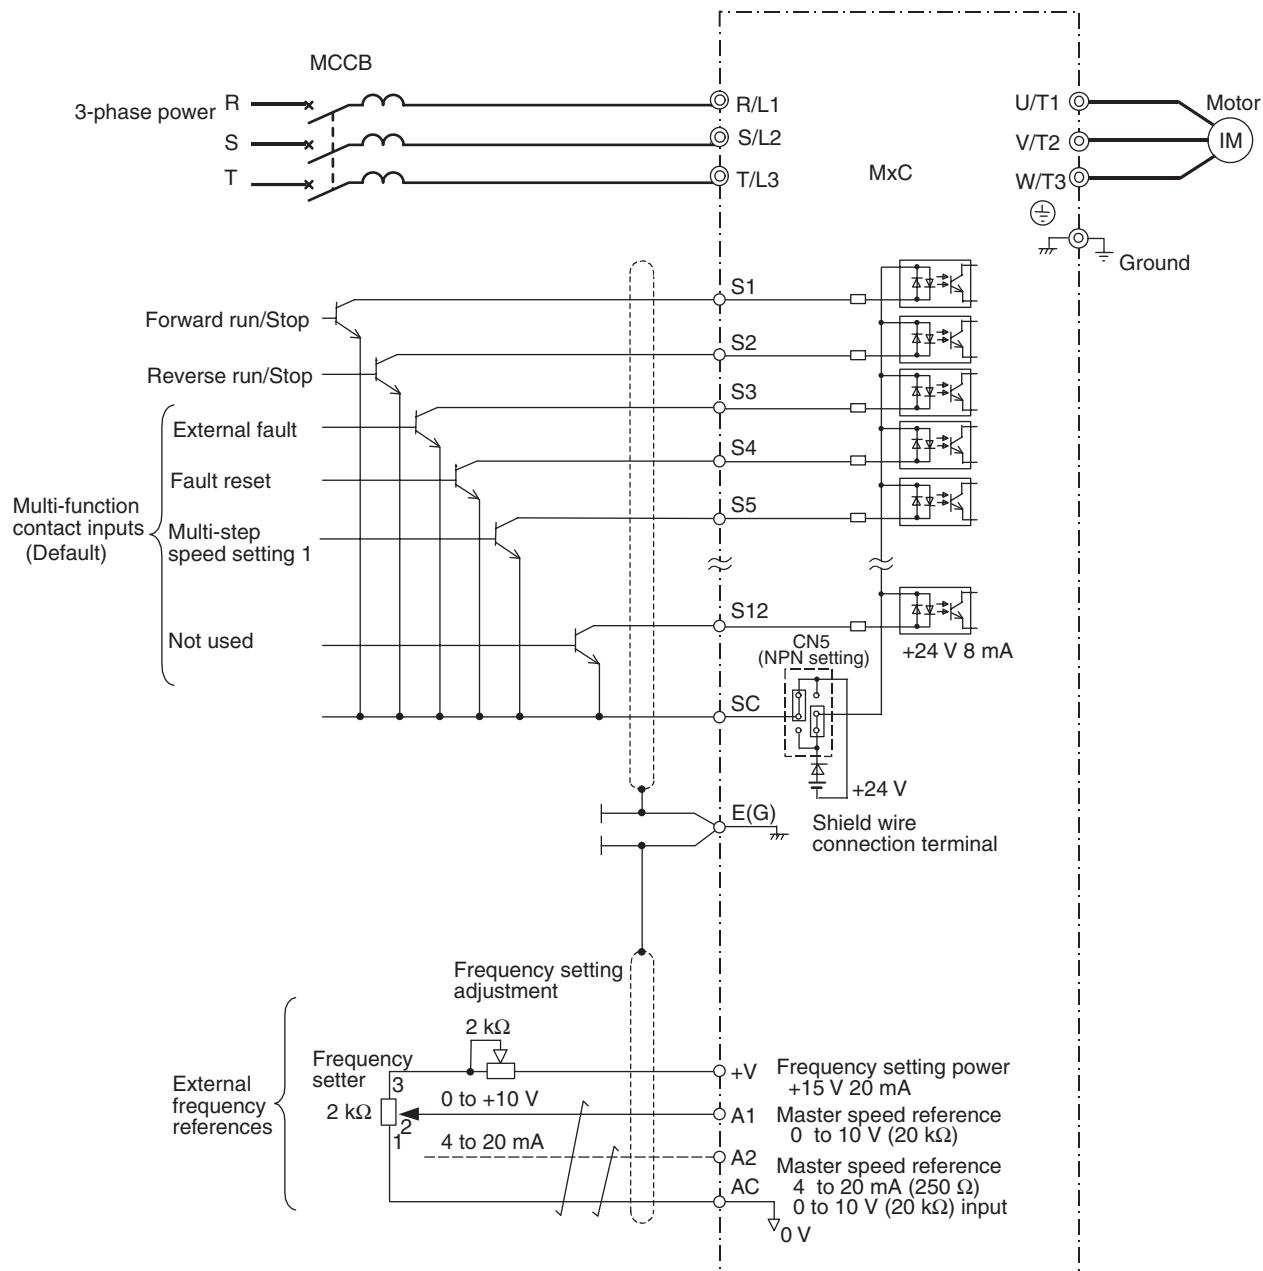 MCCB
3-phase power
R
S
T
R/L1
S/L2
T/L3
MxC
U/T1
V/T2
W/T3
Motor
IM
Ground
Forward run/Stop
Reverse run/Stop
Multi-function
contact inputs
(Default)
External fault
Fault reset
Multi-step
speed setting 1
Not used
S1
S2
S3
S4
S5
S12
SC
CN5
(NPN setting)
+24 V 8 mA
+24 V
E(G)
Shield wire
connection terminal
Frequency setting
adjustment
2 kΩ
External
frequency
references
Frequency
setter
2 kΩ
3
2
1
0 to +10 V
4 to 20 mA
+V
Frequency setting power
+15 V 20 mA
A1
Master speed reference
0 to 10 V (20 kΩ)
A2
Master speed reference
4 to 20 mA (250 Ω)
0 to 10 V (20 kΩ) input
AC
0 V